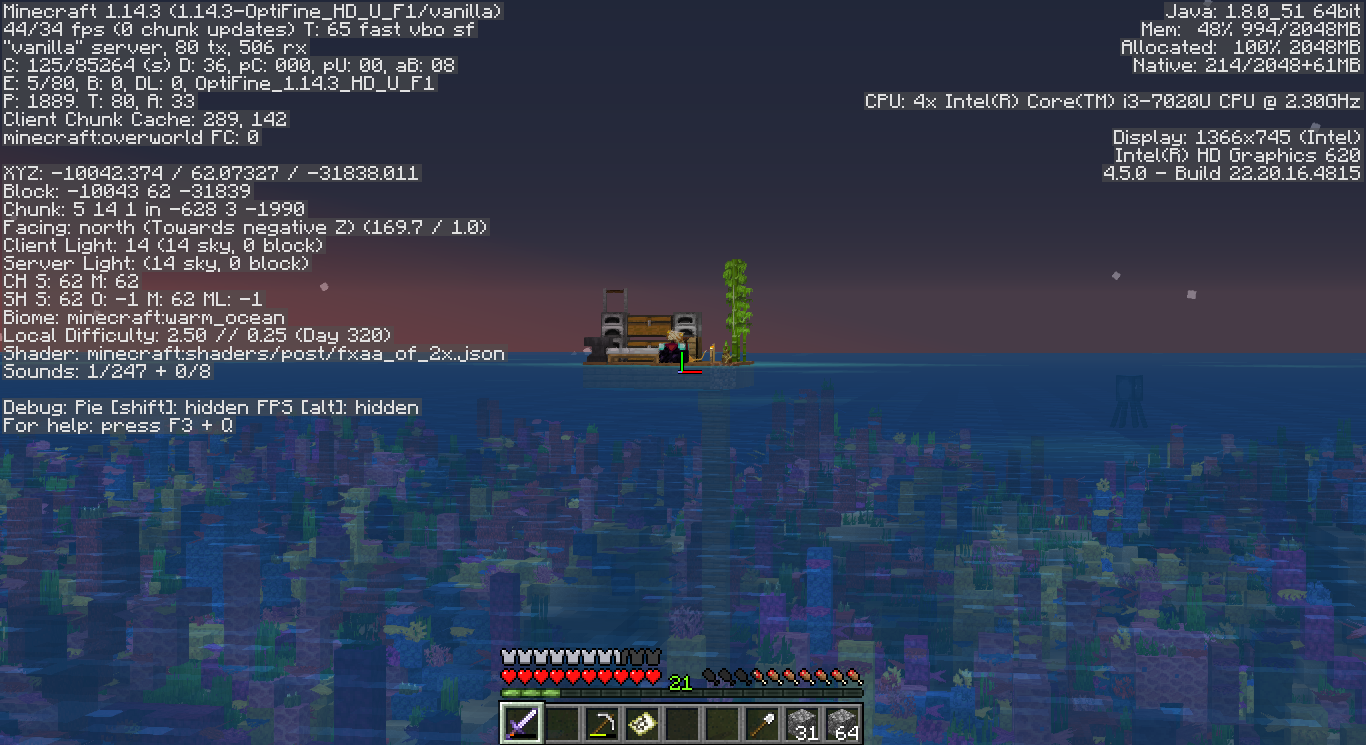 Minecraft 1.14.3 (1.14.3-OptiFine_HD_U_F1/vanilla)
44/34 fps (0 chunk updates) T: 65 fast vbo sf
"vanilla" server, 80 tx, 506 rx
C: 125/85264 (s) D: 36, pC: 000, pU: 00, aB: 08
E: 5/80, B: 0, DL: 0, OptiFine_1.14.3_HD_U_F1
P: 1889. T: 80, A: 33
Client Chunk Cache: 289, 142
minecraft:overworld FC: 0
XYZ: -10042.374 / 62.07327 / -31838.011
Block: -10043 62 -31839
Chunk: 5 14 1 in -628 3 -1990
Facing: north (Towards negative Z) (169.7 / 1.0)
Client Light: 14 (14 sky, 0 block)
Server Light: (14 sky, 0 block)
CH S: 62 M: 62
SH S: 62 O: -1 M: 62 ML: -1
Biome: minecraft:warm_ocean
Local Difficulty: 2.50 // 0.25 (Day 320)
Shader: minecraft:shaders/post/fxaa_of_2x.json
Sounds: 1/247 + 0/8
Debug: Pie [shift]: hidden FPS [alt]: hidden
For help: press F3 + Q
Java: 1.8.0_51 64bit
Mem: 48% 994/2048MB
Allocated: 100% 2048MB
Native: 214/2048+61MB
CPU: 4x Intel(R) Core(TM) i3-7020U CPU @ 2.30GHz
Display: 1366x745 (Intel)
Intel(R) HD Graphics 620
4.5.0 - Build 22.20.16.4815
21
31 64